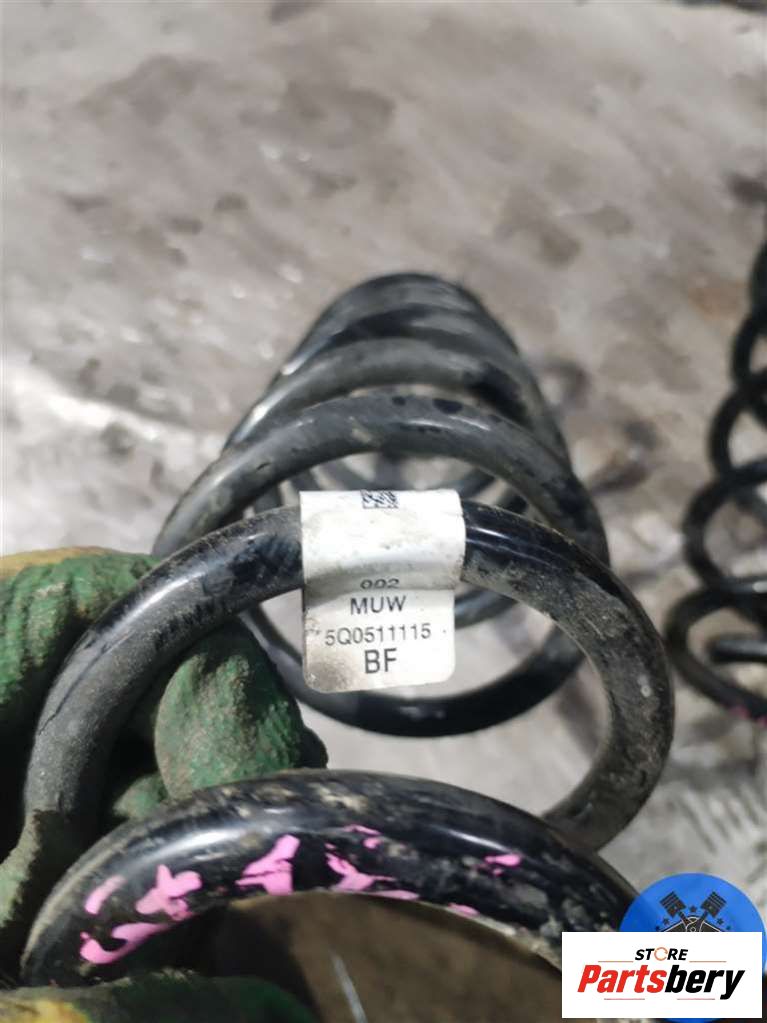 002
MUW
5Q0511115
BF
STORE
Partsbery